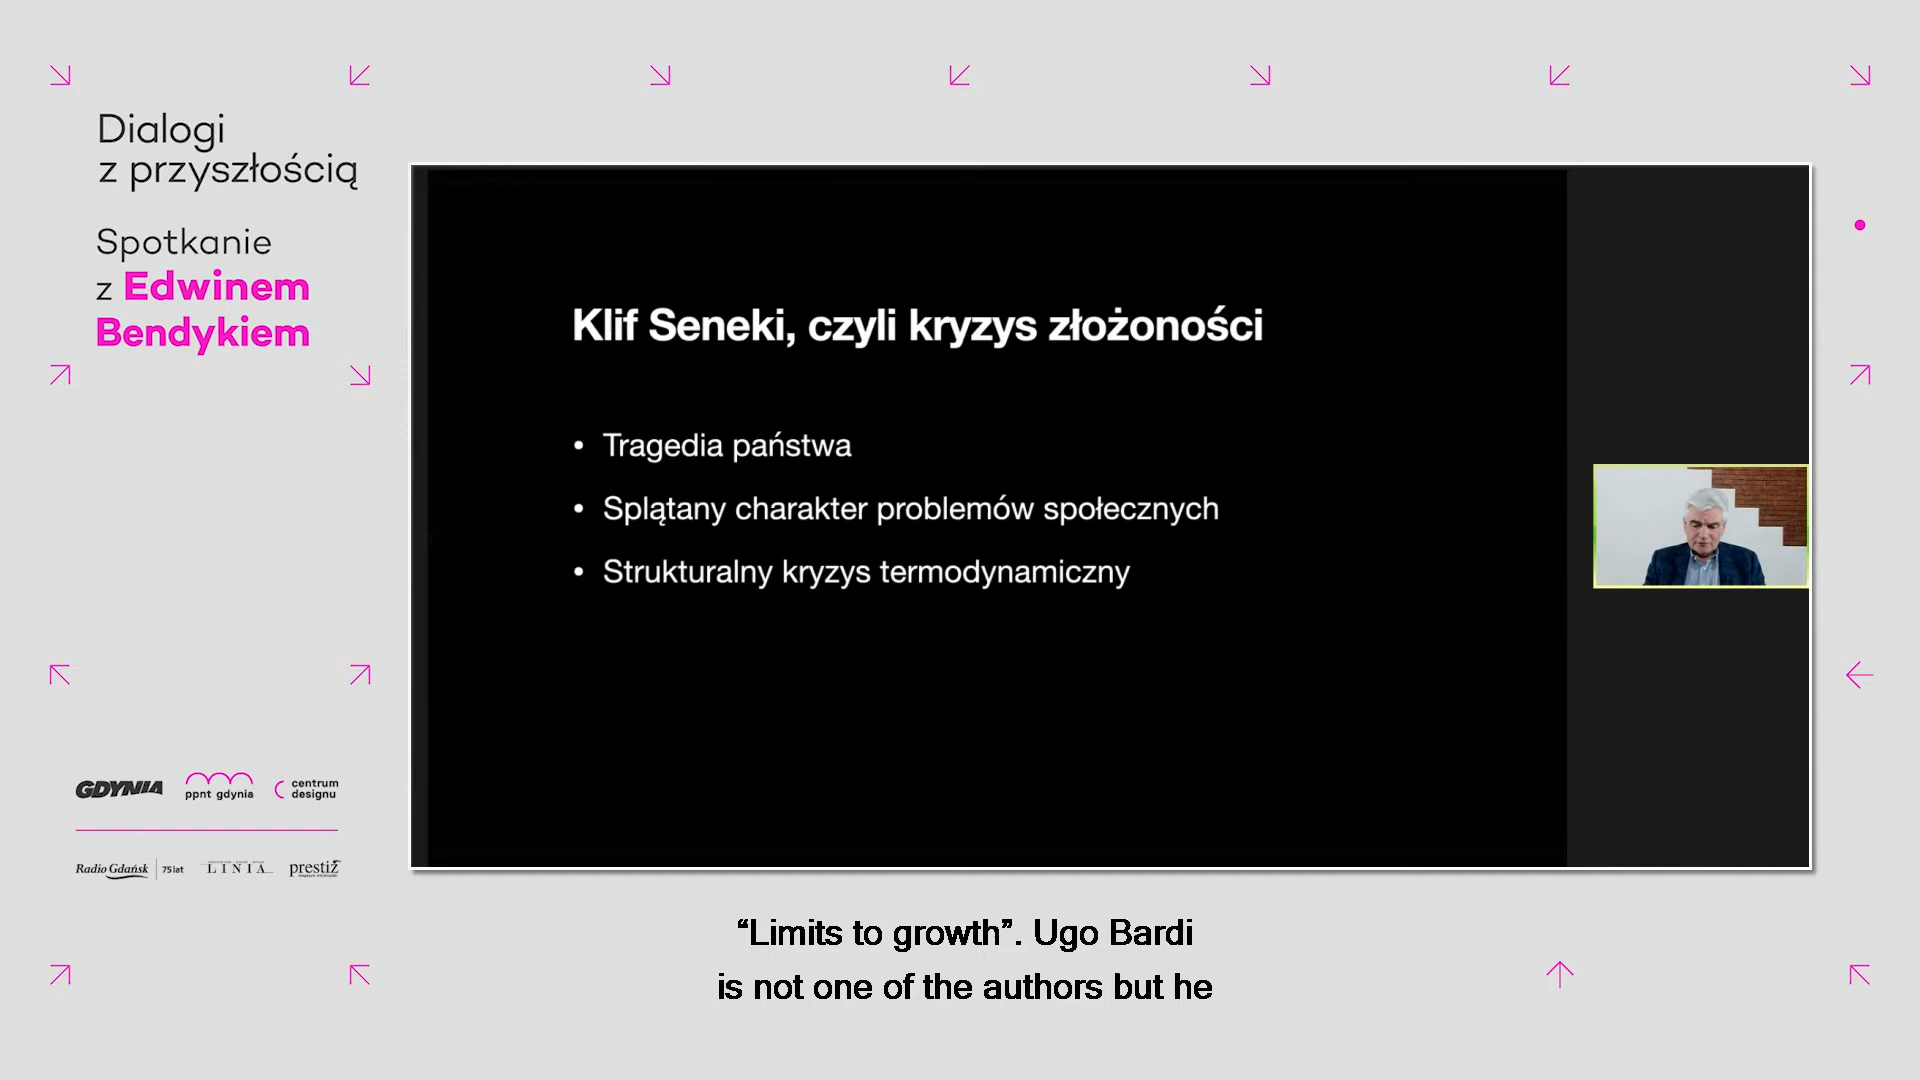 Dialogi
z przyszłością
Spotkanie
z Edwinem
Bendykiem
Klif Seneki, czyli kryzys złożoności
• Tragedia państwa
• Splątany charakter problemów społecznych
• Strukturalny kryzys termodynamiczny
GDYNIA
ppnt gdynia
centrum
designu
Radio Gdańsk
75 lat
LINIA
prestiż
“Limits to growth”. Ugo Bardi
is not one of the authors but he